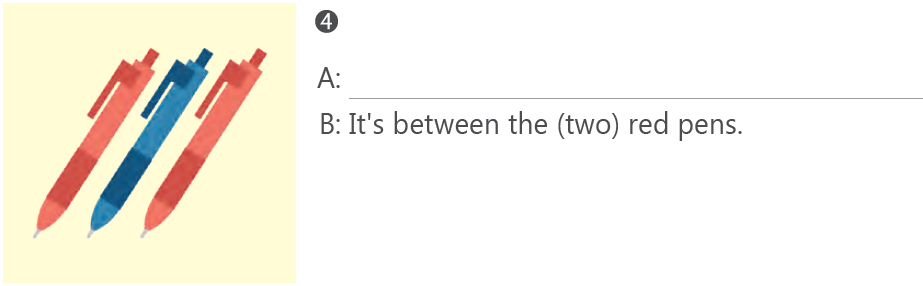 ❹
A:
B: It's between the (two) red pens.